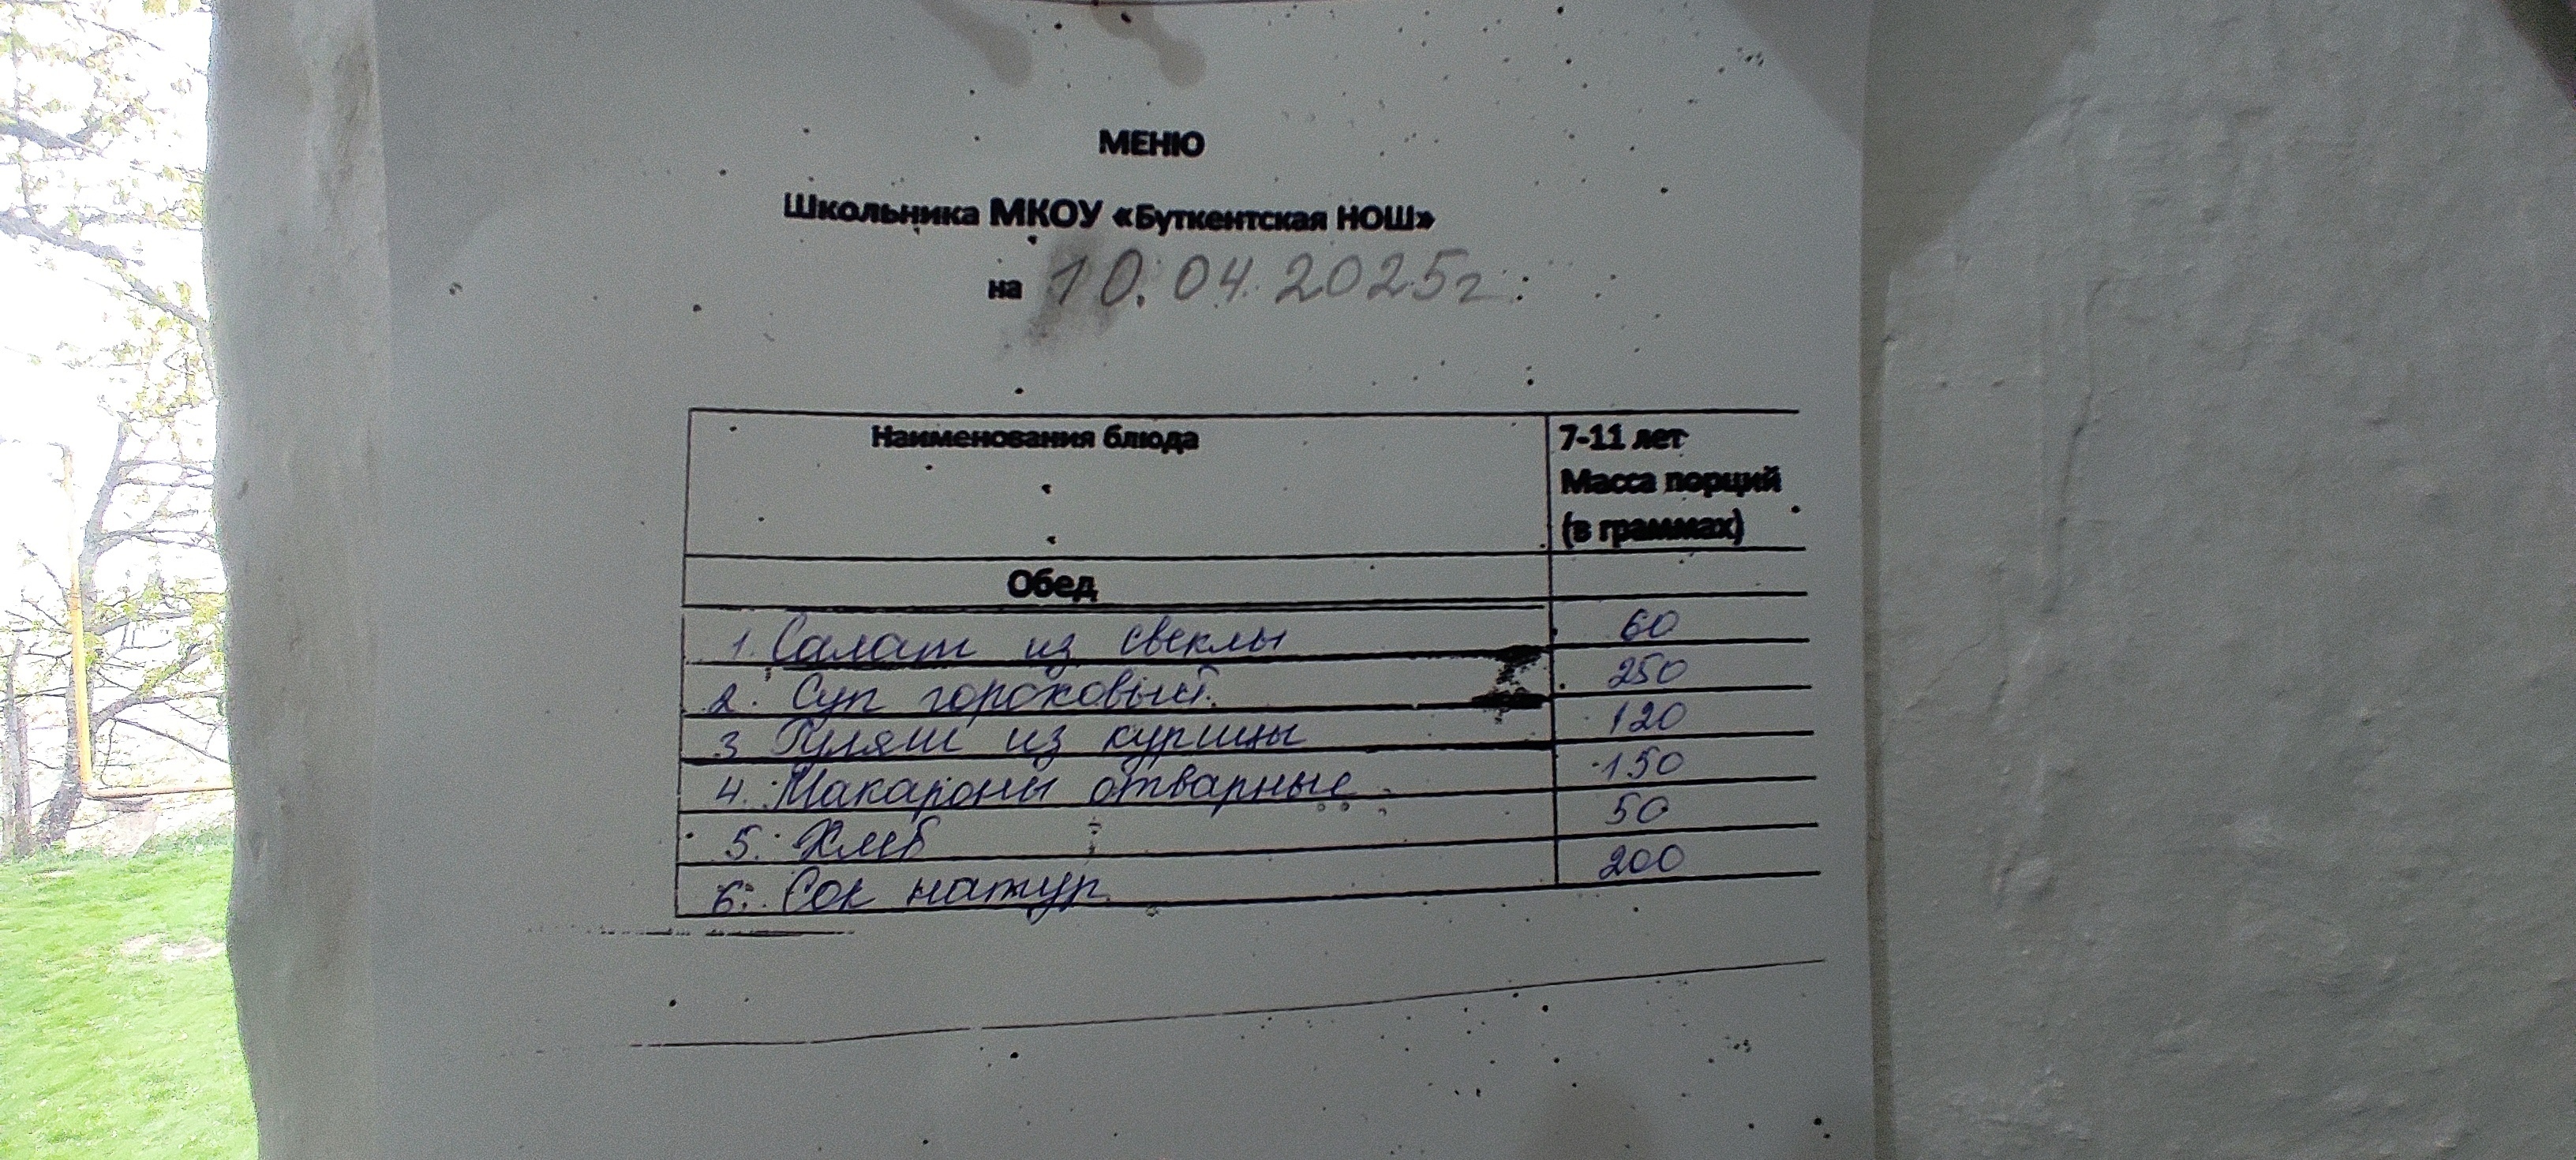 МЕНЮ
Школьника МКОУ «Буткентская НОШ»
на 10.04.2025г.
Наименования блюда
7-11 лет
Масса порций
(в граммах)
Обед
1. Салат из свеклы 60
2. Суп гороховый 250
3 Гуляш из курицы 120
4. Макароны отварные 150
5. Хлеб 50
6. Сок натур 200